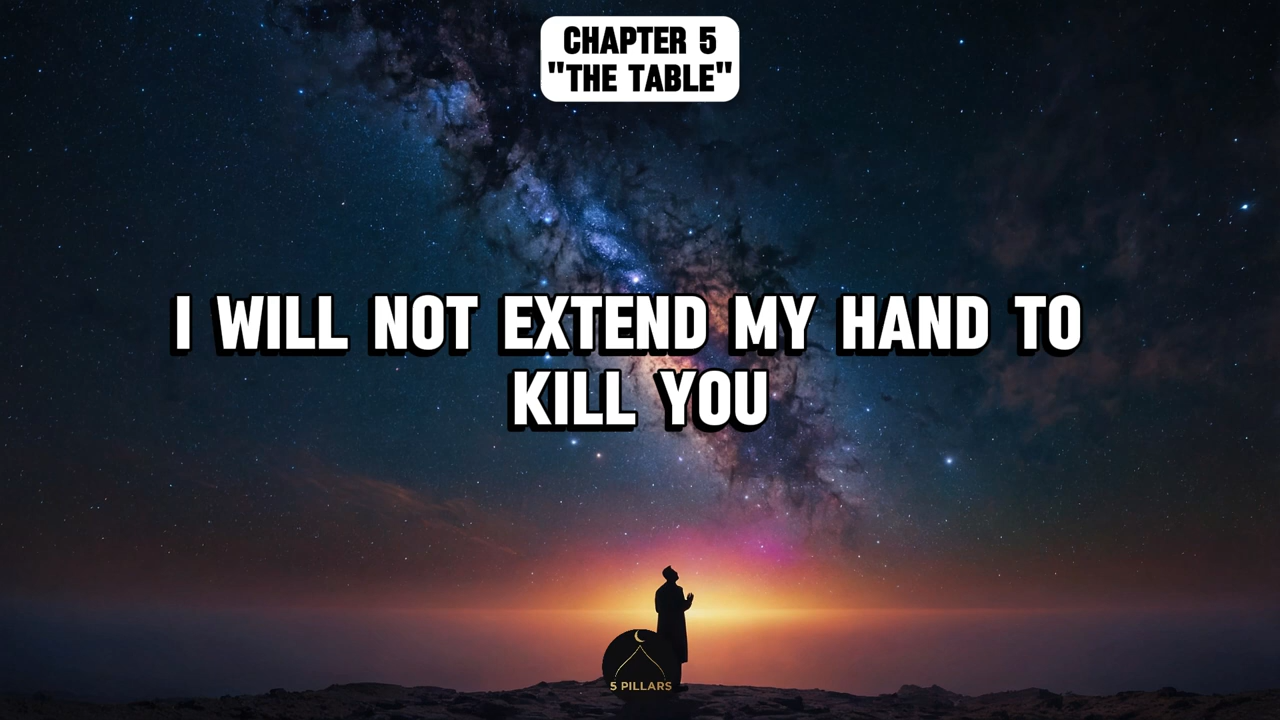 CHAPTER 5
"THE TABLE"
I WILL NOT EXTEND MY HAND TO
KILL YOU
5 PILLARS